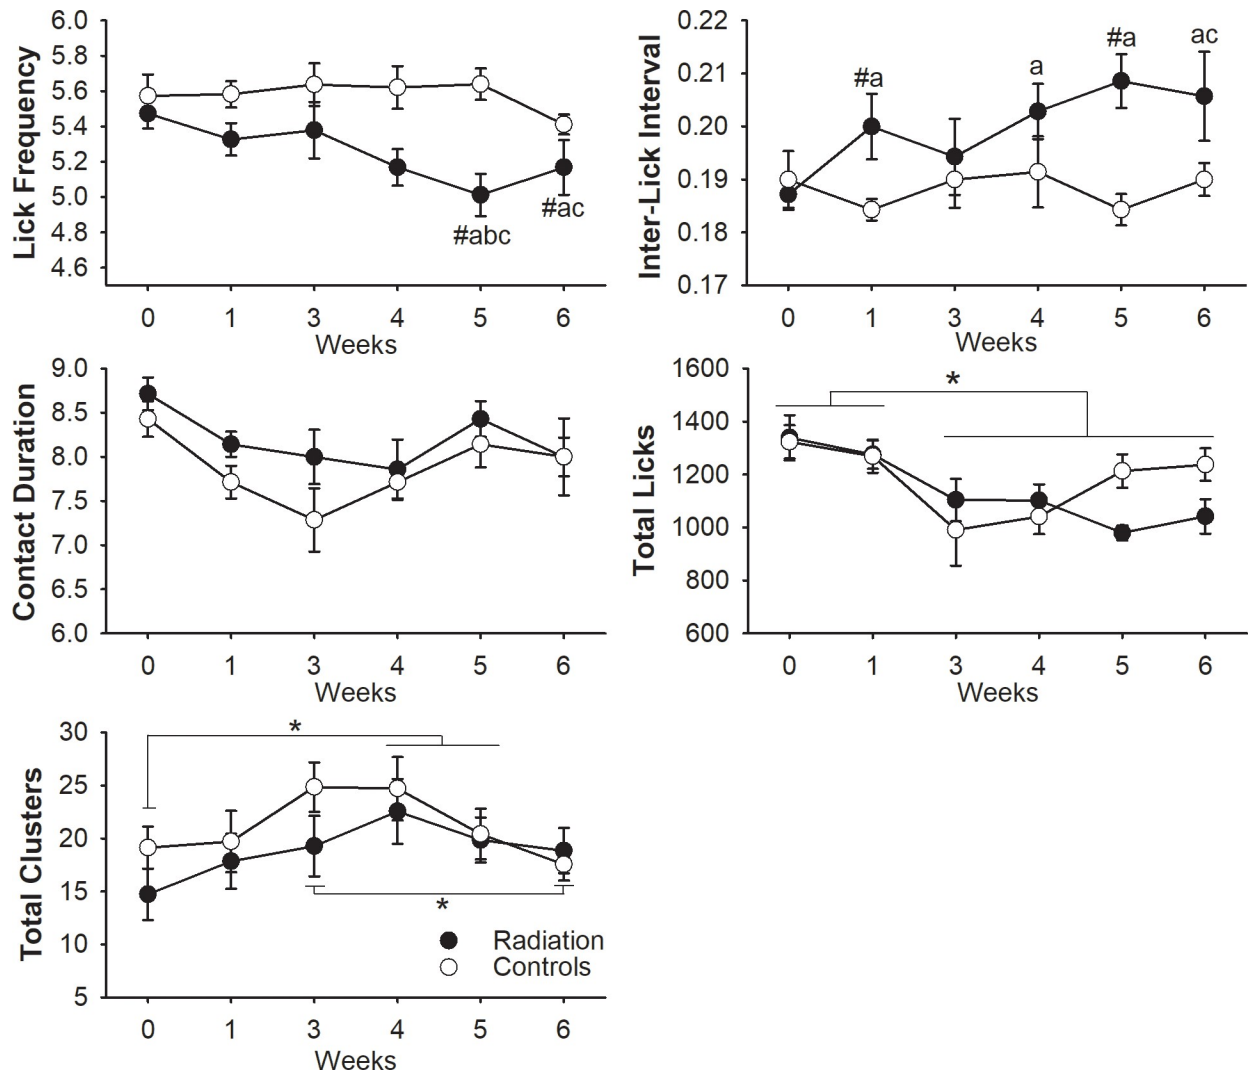 Lick Frequency
6.0
5.8
5.6
5.4
5.2
5.0
4.8
4.6
#abc
#ac
0 1 3 4 5 6
Weeks
Inter-Lick Interval
0.22
0.21
0.20
0.19
0.18
0.17
#a
a
#a
ac
0 1 3 4 5 6
Weeks
Contact Duration
9.0
8.5
8.0
7.5
7.0
6.5
6.0
0 1 3 4 5 6
Weeks
Total Licks
1600
1400
1200
1000
800
600
*
0 1 3 4 5 6
Weeks
Total Clusters
30
25
20
15
10
5
*
*
Radiation
Controls
0 1 3 4 5 6
Weeks